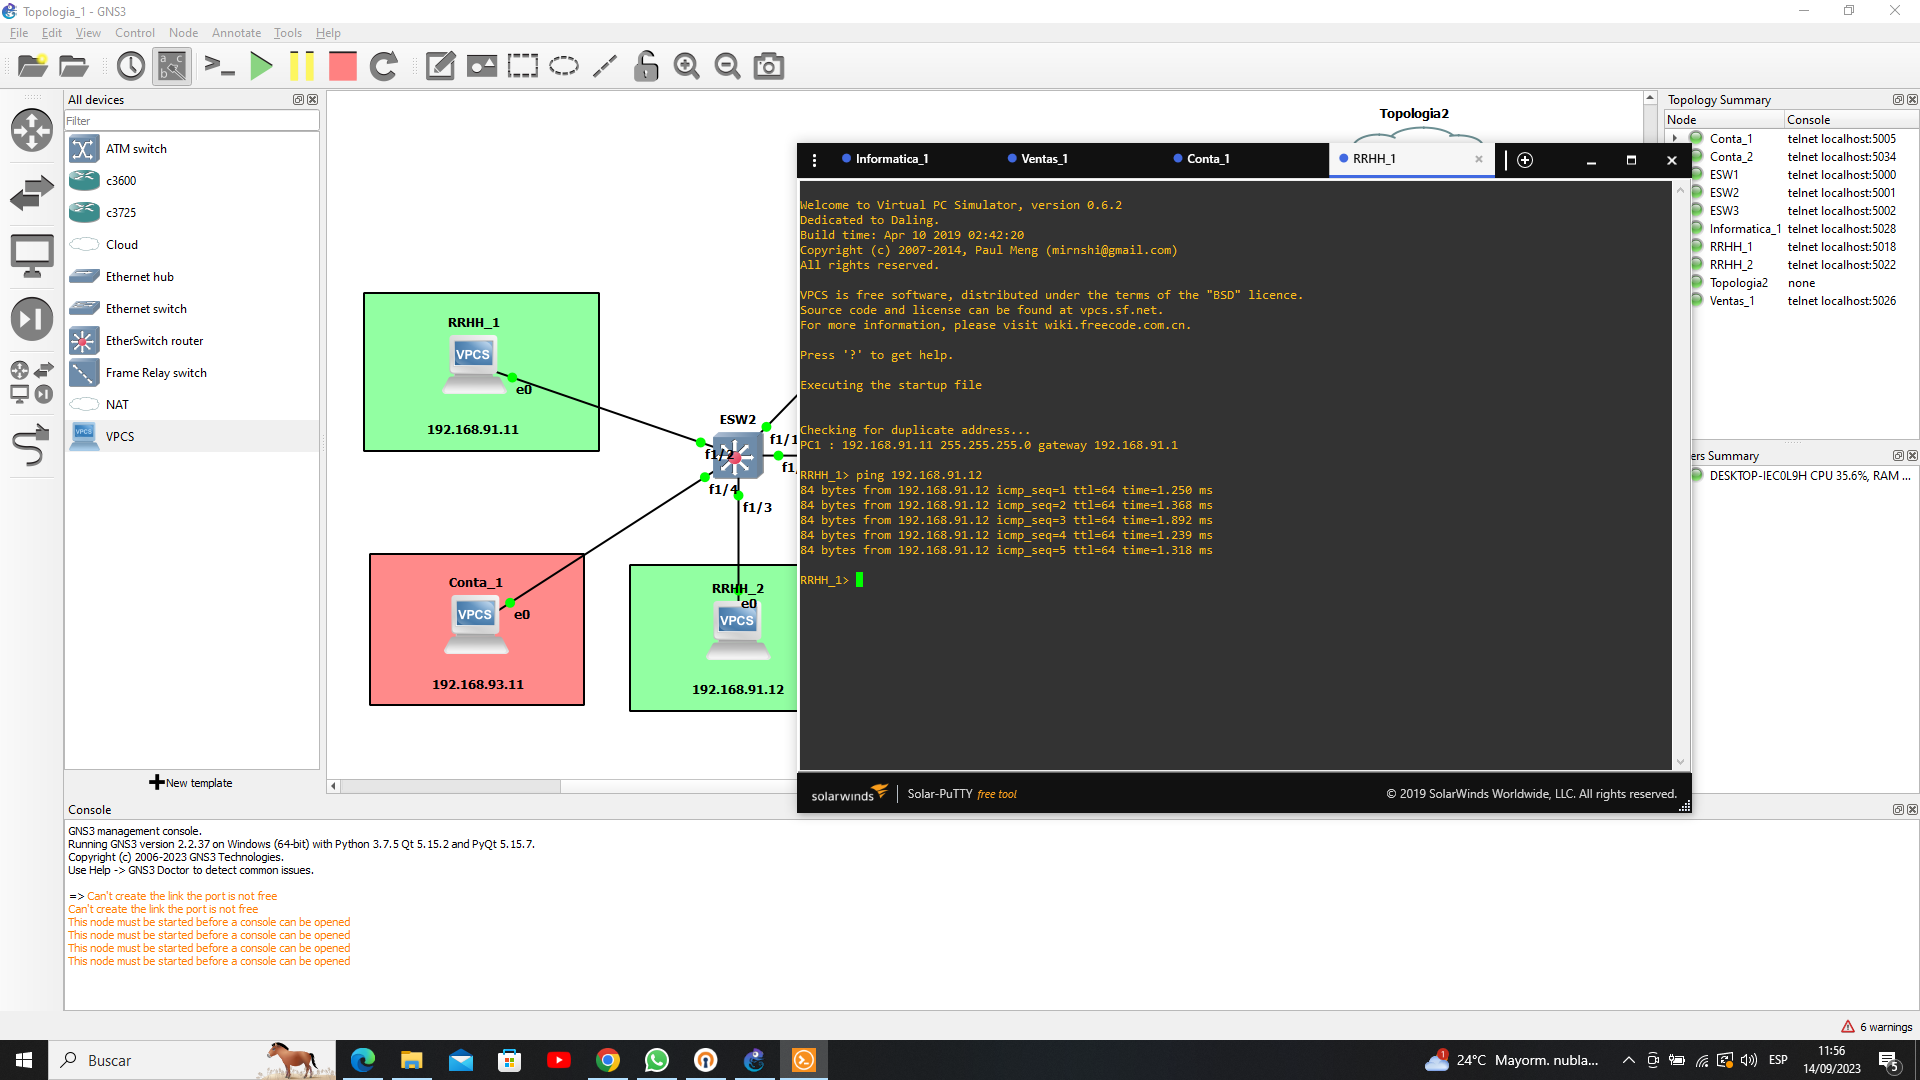 Topologia_1 - GNS3
File Edit View Control Node Annotate Tools Help
All devices
Filter
ATM switch
c3600
c3725
Cloud
Ethernet hub
Ethernet switch
EtherSwitch router
Frame Relay switch
NAT
VPCS
New template
Topologia2
RRHH_1
VPCS
e0
192.168.91.11
ESW2
f1/1
f1/2
f1/
f1/4
f1/3
Conta_1
VPCS
e0
192.168.93.11
RRHH_2
e0
VPCS
192.168.91.12
Informatica_1 Ventas_1 Conta_1 RRHH_1
Welcome to Virtual PC Simulator, version 0.6.2
Dedicated to Daling.
Build time: Apr 10 2019 02:42:20
Copyright (c) 2007-2014, Paul Meng (mirnshi@gmail.com)
All rights reserved.
VPCS is free software, distributed under the terms of the "BSD" licence.
Source code and license can be found at vpcs.sf.net.
For more information, please visit wiki.freecode.com.cn.
Press '?' to get help.
Executing the startup file
Checking for duplicate address...
PC1 : 192.168.91.11 255.255.255.0 gateway 192.168.91.1
RRHH_1> ping 192.168.91.12
84 bytes from 192.168.91.12 icmp_seq=1 ttl=64 time=1.250 ms
84 bytes from 192.168.91.12 icmp_seq=2 ttl=64 time=1.368 ms
84 bytes from 192.168.91.12 icmp_seq=3 ttl=64 time=1.892 ms
84 bytes from 192.168.91.12 icmp_seq=4 ttl=64 time=1.239 ms
84 bytes from 192.168.91.12 icmp_seq=5 ttl=64 time=1.318 ms
RRHH_1>
solarwinds | Solar-PuTTY free tool
© 2019 SolarWinds Worldwide, LLC. All rights reserved.
Topology Summary
Node Console
Conta_1 telnet localhost:5005
Conta_2 telnet localhost:5034
ESW1 telnet localhost:5000
ESW2 telnet localhost:5001
ESW3 telnet localhost:5002
Informatica_1 telnet localhost:5028
RRHH_1 telnet localhost:5018
RRHH_2 telnet localhost:5022
Topologia2 none
Ventas_1 telnet localhost:5026
ers Summary
DESKTOP-IEC0L9H CPU 35.6%, RAM ...
Console
GNS3 management console.
Running GNS3 version 2.2.37 on Windows (64-bit) with Python 3.7.5 Qt 5.15.2 and PyQt 5.15.7.
Copyright (c) 2006-2023 GNS3 Technologies.
Use Help -> GNS3 Doctor to detect common issues.
=> Can't create the link the port is not free
Can't create the link the port is not free
This node must be started before a console can be opened
This node must be started before a console can be opened
This node must be started before a console can be opened
This node must be started before a console can be opened
6 warnings
Buscar
1
24°C Mayorm. nubla...
ESP
11:56
14/09/2023
5